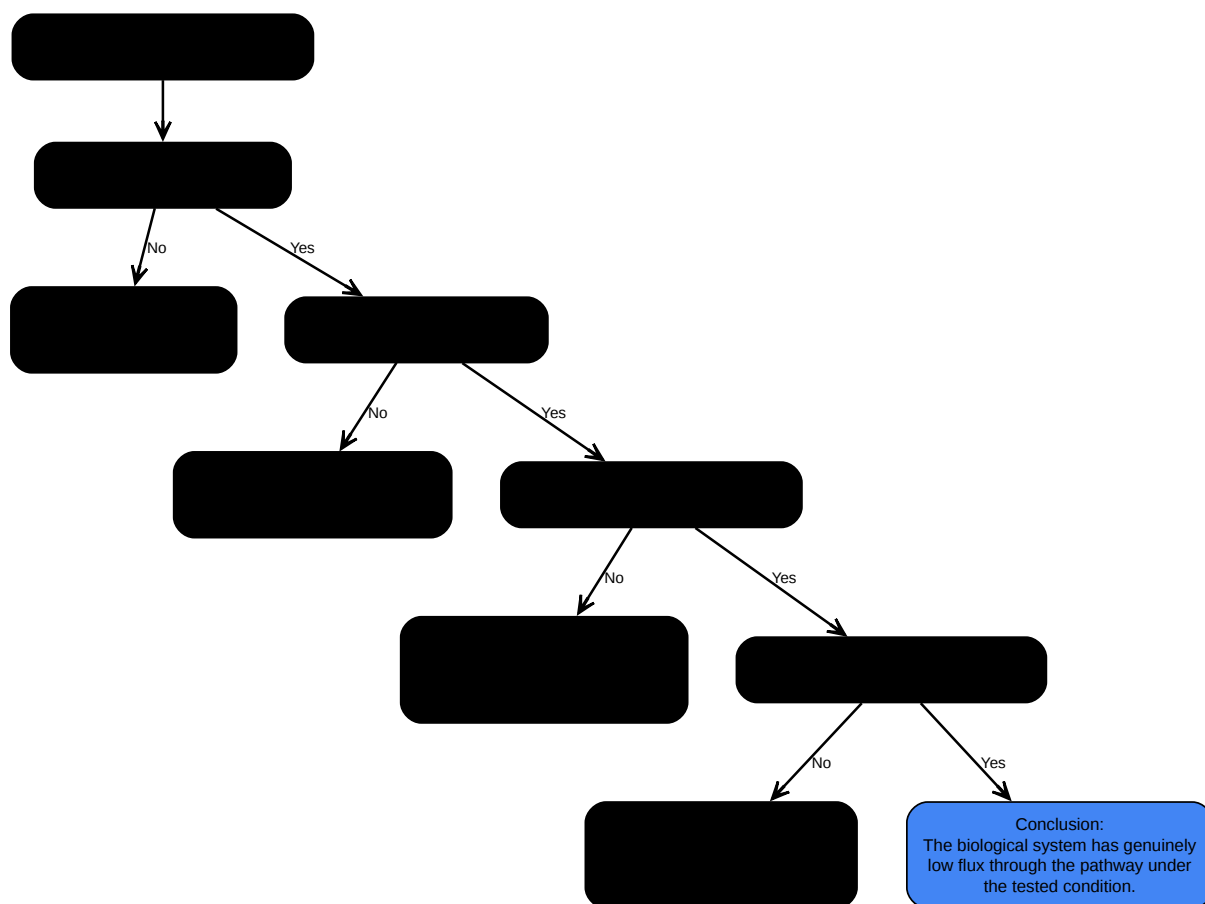 No
Yes
No
Yes
No
Yes
No
Yes
Conclusion:
The biological system has genuinely
low flux through the pathway under
the tested condition.